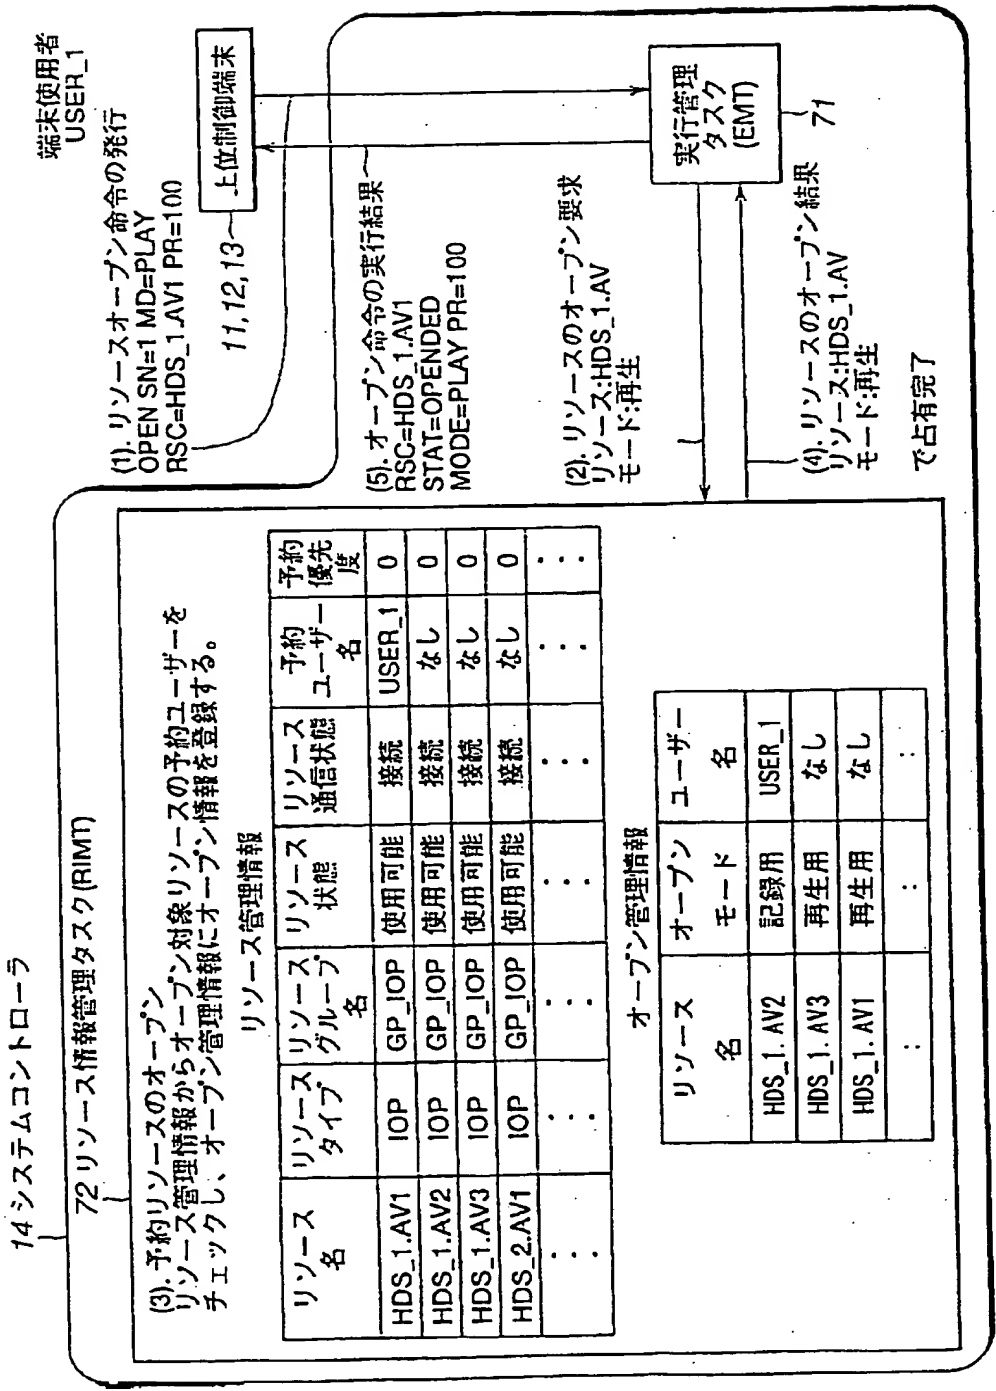 14 システムコントローラ
72 リソース情報管理タスク(RIMT)
(3). 予約リソースのオープン
リソース管理情報からオープン対象リソースの予約ユーザーを
チェックし、オープン管理情報にオープン情報を登録する。
リソース管理情報
リソース名 リソースタイプ リソースグループ名 リソース状態 リソース通信状態 予約ユーザー名 予約優先度
HDS_1.AV1 IOP GP_IOP 使用可能 接続 USER_1 0
HDS_1.AV2 IOP GP_IOP 使用可能 接続 なし 0
HDS_1.AV3 IOP GP_IOP 使用可能 接続 なし 0
HDS_2.AV1 IOP GP_IOP 使用可能 接続 なし 0
オープン管理情報
リソース名 オープンモード ユーザー名
HDS_1.AV2 記録用 USER_1
HDS_1.AV3 再生用 なし
HDS_1.AV1 再生用 なし
端末使用者
USER_1
(1). リソースオープン命令の発行
OPEN SN=1 MD=PLAY
RSC=HDS_1.AV1 PR=100
上位制御端末
11,12,13
(5). オープン命令の実行結果
RSC=HDS_1.AV1
STAT=OPENDED
MODE=PLAY PR=100
(2). リソースのオープン要求
リソース:HDS_1.AV
モード:再生
実行管理
タスク
(EMT)
71
(4). リソースのオープン結果
リソース:HDS_1.AV
モード:再生
で占有完了